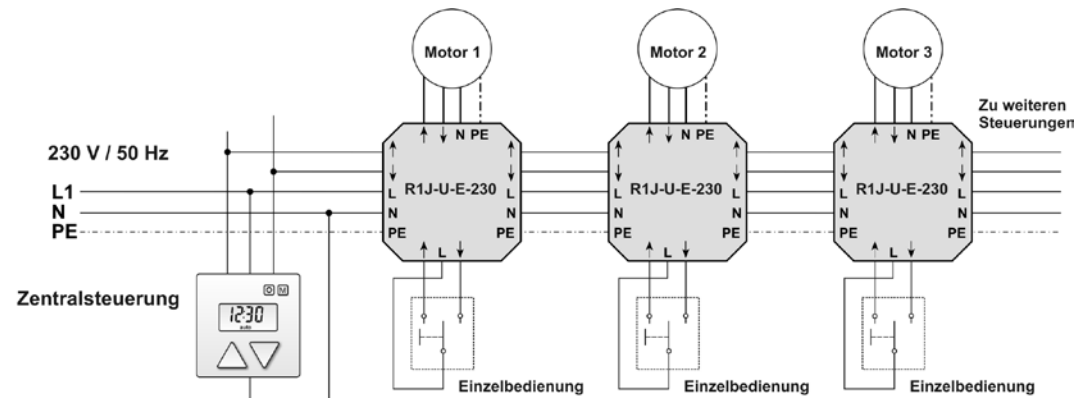 Motor 1
Motor 2
Motor 3
N PE
N PE
N PE
Zu weiteren
Steuerungen
230 V / 50 Hz
L1
N
PE
R1J-U-E-230
L
L
N
N
PE
PE
L
R1J-U-E-230
L
L
N
N
PE
PE
L
R1J-U-E-230
L
L
N
N
PE
PE
L
Zentralsteuerung
O M
12:30
auto
Einzelbedienung
Einzelbedienung
Einzelbedienung